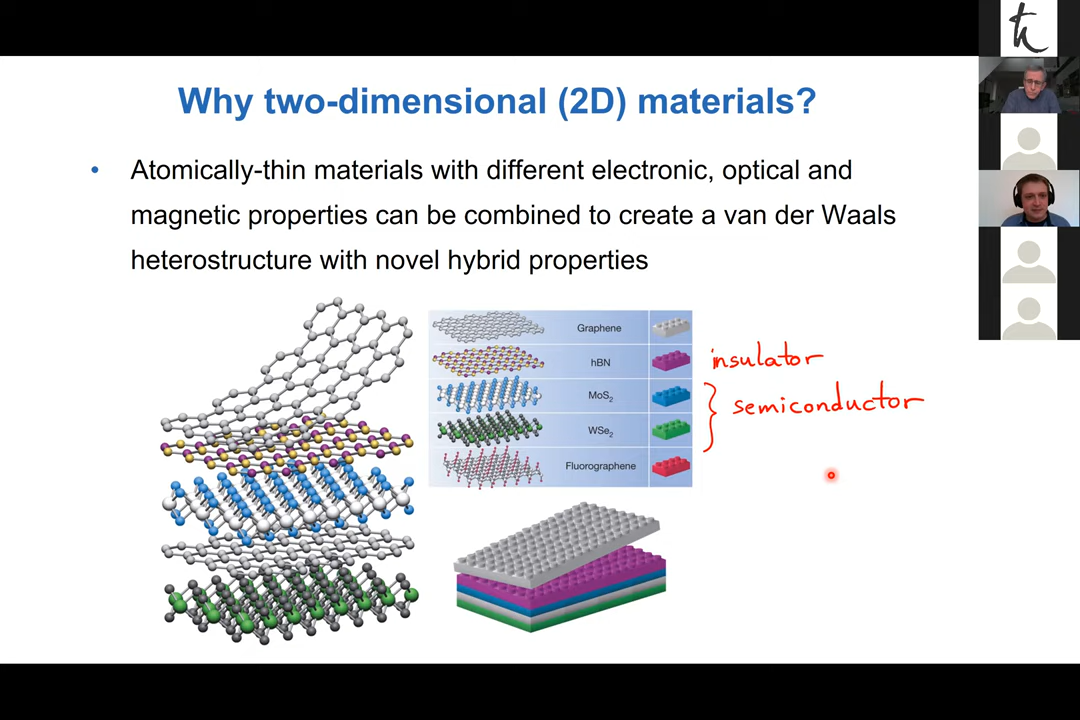 Why two-dimensional (2D) materials?
• Atomically-thin materials with different electronic, optical and
magnetic properties can be combined to create a van der Waals
heterostructure with novel hybrid properties
Graphene
hBN
insulator
MoS₂
semiconductor
WSe₂
Fluorographene